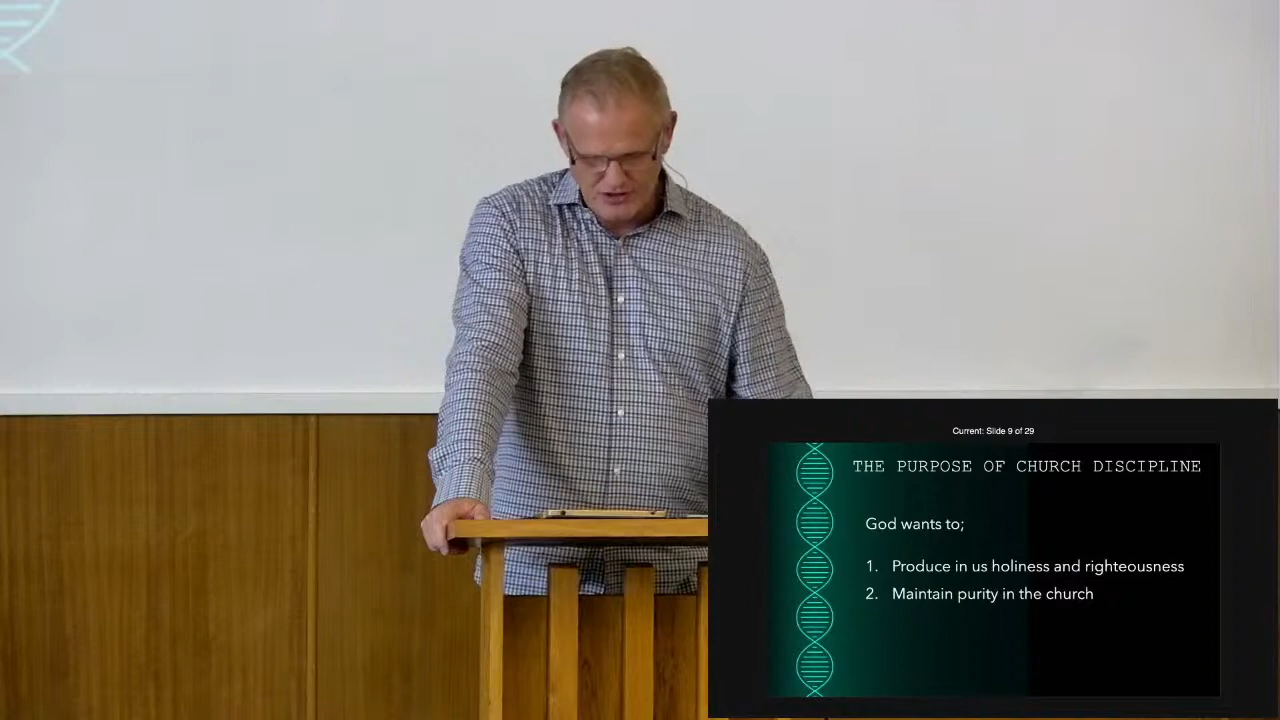 Current: Slide 9 of 29
THE PURPOSE OF CHURCH DISCIPLINE
God wants to;
1. Produce in us holiness and righteousness
2. Maintain purity in the church